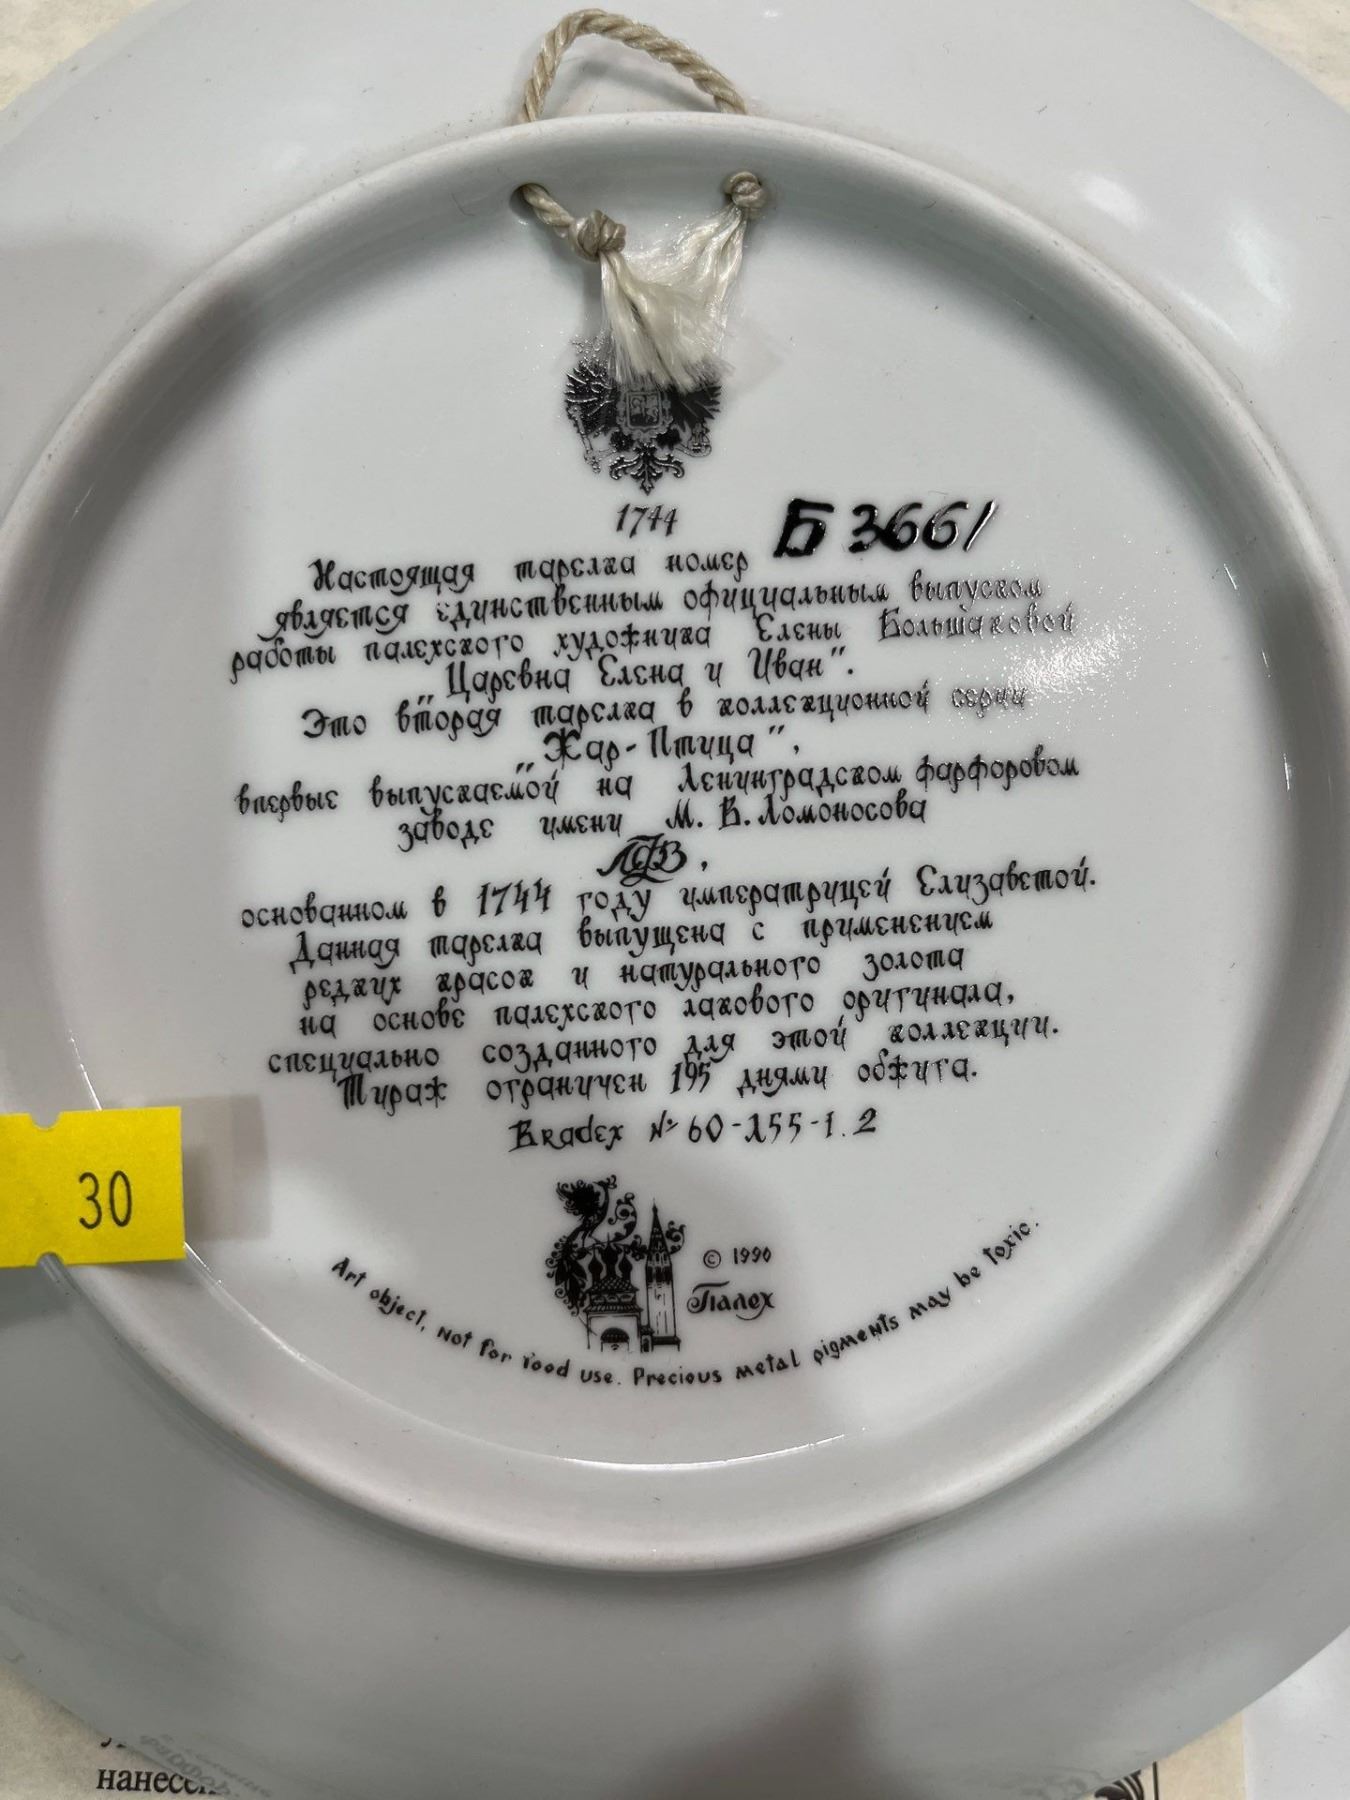 1744
Б 3661
Настоящая тарелка номер
является единственным официальным выпуском
работы палехского художника Елены Большаковой
"Царевна Елена и Иван".
Это вторая тарелка в коллекционной серии
"Жар-Птица",
впервые выпускаемой на Ленинградском фарфоровом
заводе имени М. В. Ломоносова
ЛФЗ,
основанном в 1744 году императрицей Елизаветой.
Данная тарелка выпущена с применением
редких красок и натурального золота
на основе палехского лакового оригинала,
специально созданного для этой коллекции.
Тираж ограничен 195 днями обжига.
Bradex № 60-155-1.2
30
© 1990
Палех
Art object, Not for food use. Precious metal pigments may be toxic.